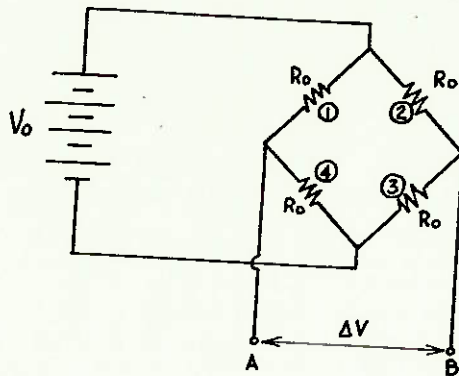 R₀
R₀
①
②
V₀
④
③
R₀
R₀
ΔV
A
B